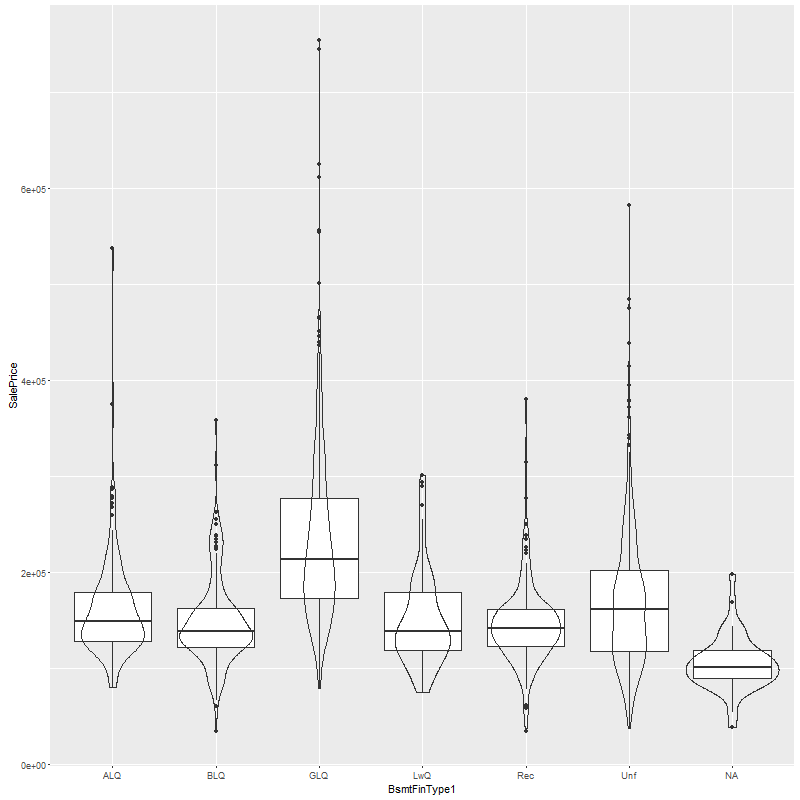 SalePrice
6e+05
4e+05
2e+05
0e+00
ALQ BLQ GLQ LwQ Rec Unf NA
BsmtFinType1